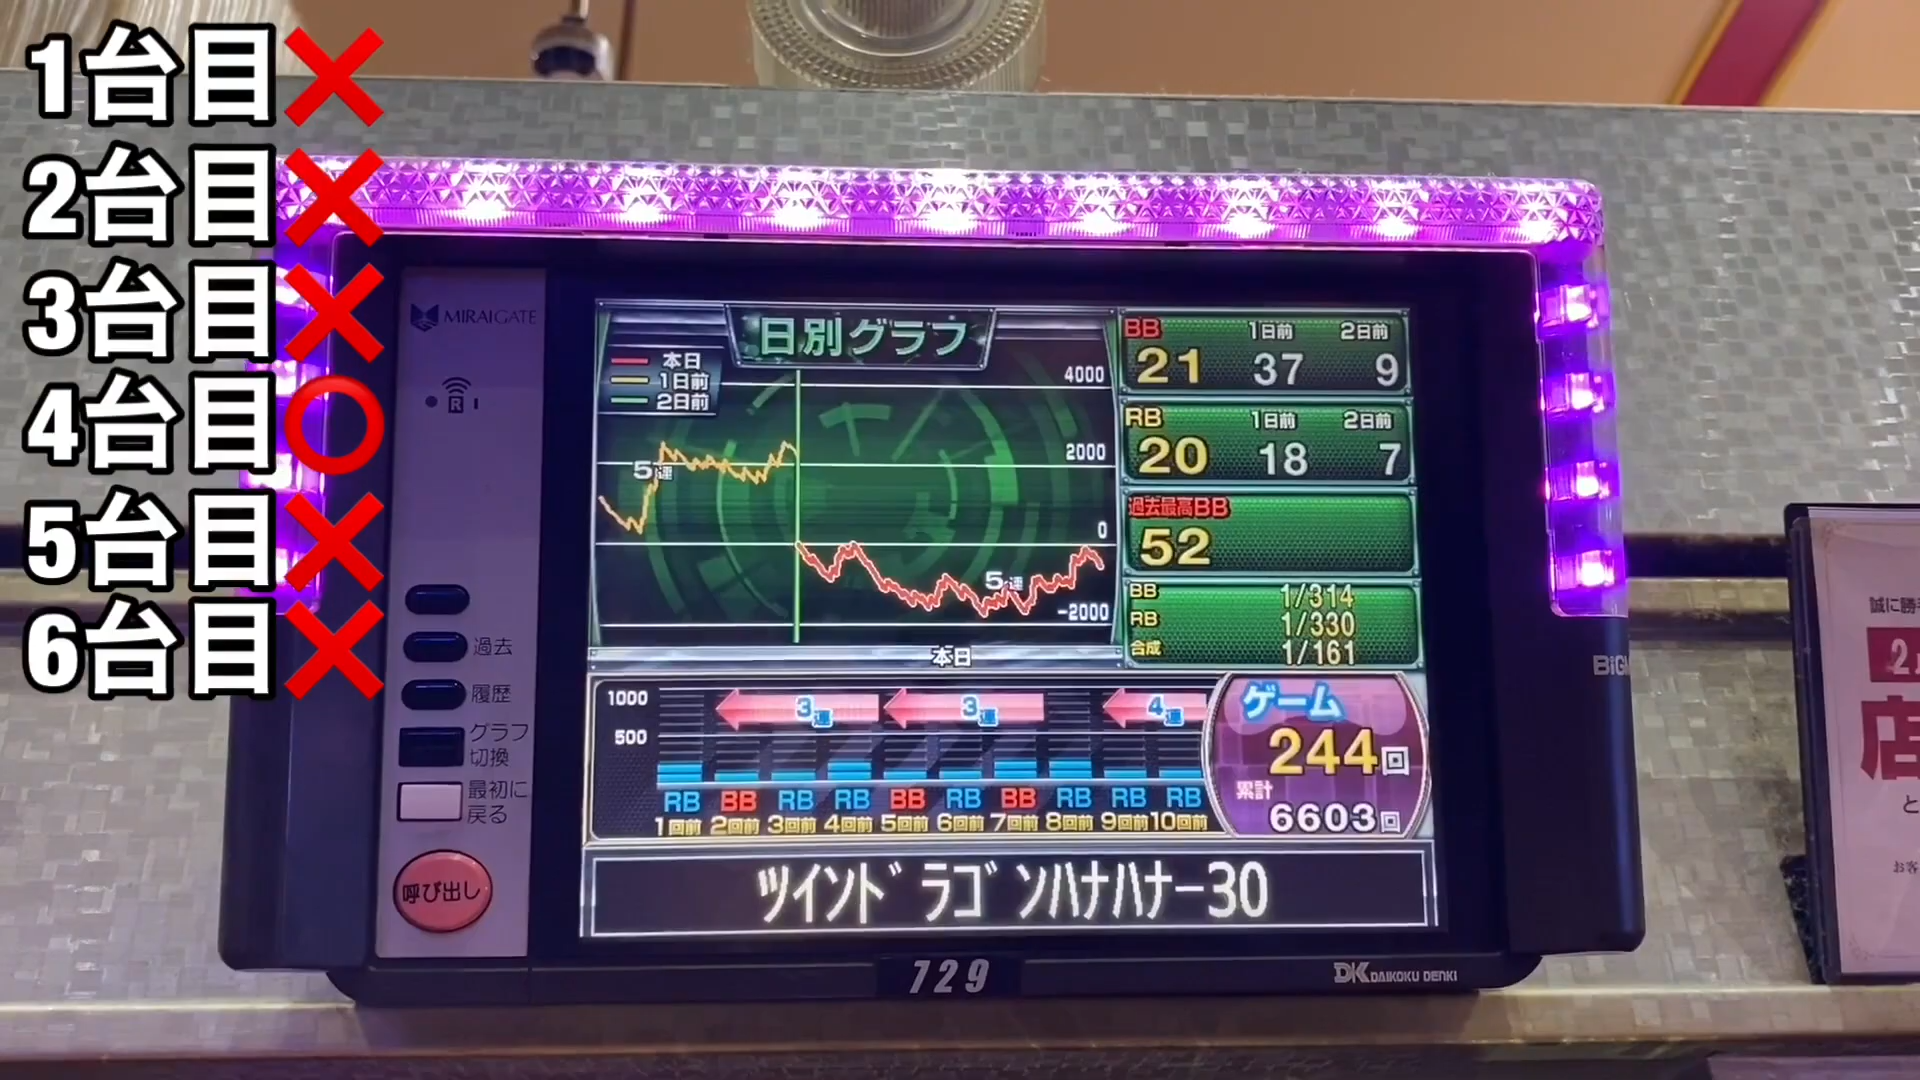 1台目❌
2台目❌
3台目❌
4台目⭕
5台目❌
6台目❌
MIRAIGATE
R I
過去
履歴
グラフ
切換
最初に
戻る
呼び出し
日別グラフ
本日
1日前
2日前
4000
2000
0
-2000
5連
5連
本日
BB 1日前 2日前
21 37 9
RB 1日前 2日前
20 18 7
過去最高BB
52
BB 1/314
RB 1/330
合成 1/161
1000
500
3連 3連 4連
RB BB RB RB BB RB BB RB RB RB
1回前 2回前 3回前 4回前 5回前 6回前 7回前 8回前 9回前 10回前
ゲーム
244回
累計
6603回
ツインドラゴンハナハナー30
729
DK DAIKOKU DENKI
誠に勝手
店
お客